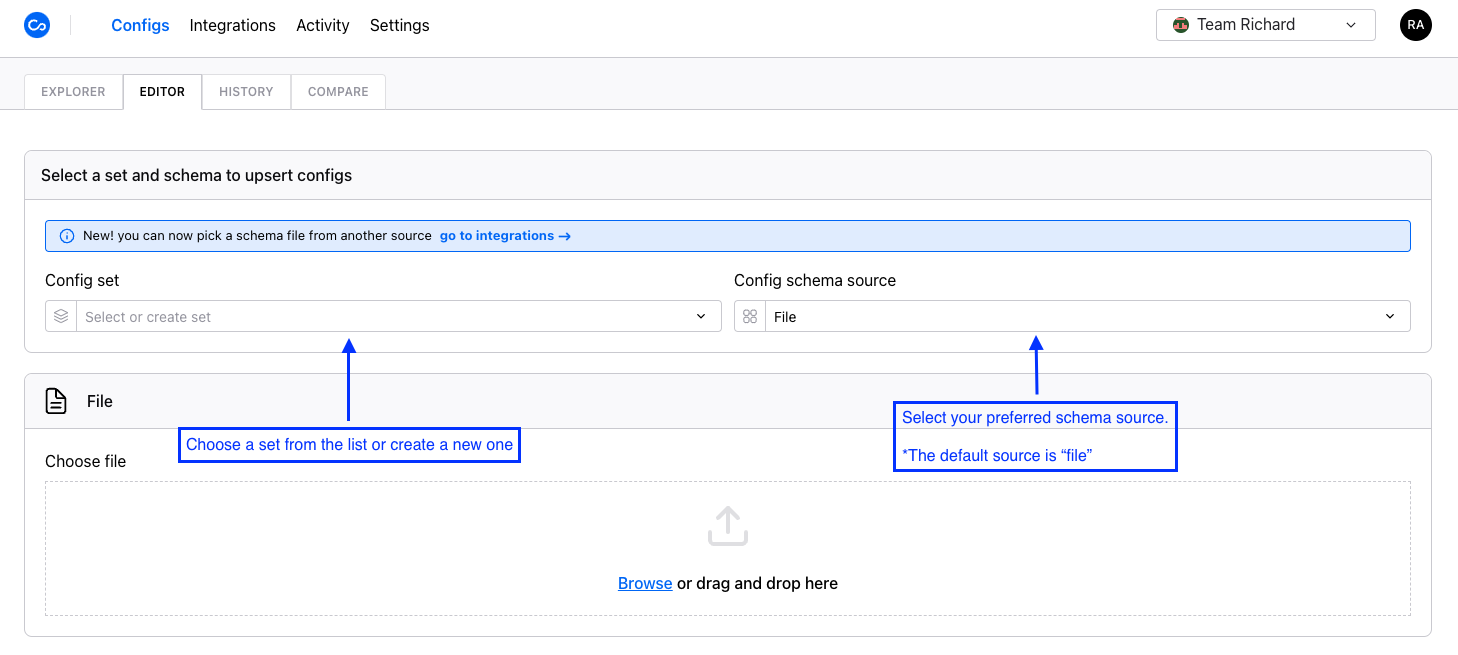 Configs Integrations Activity Settings Team Richard RA
EXPLORER EDITOR HISTORY COMPARE
Select a set and schema to upsert configs
New! you can now pick a schema file from another source go to integrations →
Config set Config schema source
Select or create set File
File
Select your preferred schema source.
Choose a set from the list or create a new one
*The default source is “file”
Choose file
Browse or drag and drop here